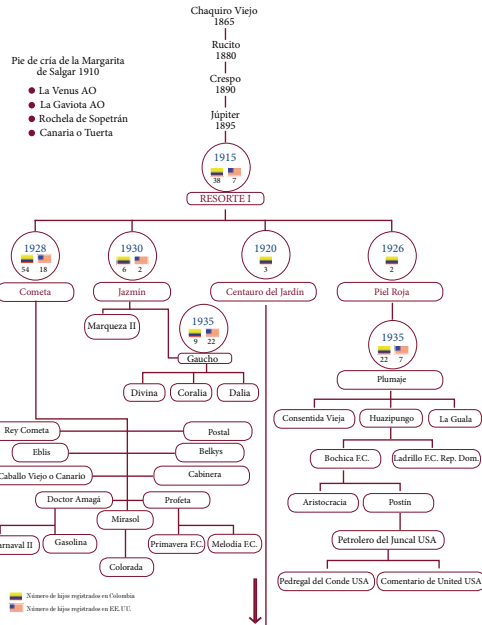 Chaquiro Viejo
1865
Rucito
1880
Crespo
1890
Júpiter
1895
Pie de cría de la Margarita
de Salgar 1910
La Venus AO
La Gaviota AO
Rochela de Sopetrán
Canaria o Tuerta
1915
38 7
RESORTE I
1928
54 18
Cometa
1930
6 2
Jazmín
1920
3
Centauro del Jardín
1926
2
Piel Roja
Marqueza II
1935
9 22
Gaucho
1935
22 7
Plumaje
Divina
Coralia
Dalia
Consentida Vieja
Huazipungo
La Guala
Rey Cometa
Postal
Eblis
Belkys
Caballo Viejo o Canario
Cabinera
Bochica F.C.
Ladrillo F.C. Rep. Dom.
Doctor Amagá
Profeta
Aristocracia
Postín
Mirasol
arnaval II
Gasolina
Primavera F.C.
Melodía F.C.
Petrolero del Juncal USA
Colorada
Pedregal del Conde USA
Comentario de United USA
Número de hijos registrados en Colombia
Número de hijos registrados en EE.UU.